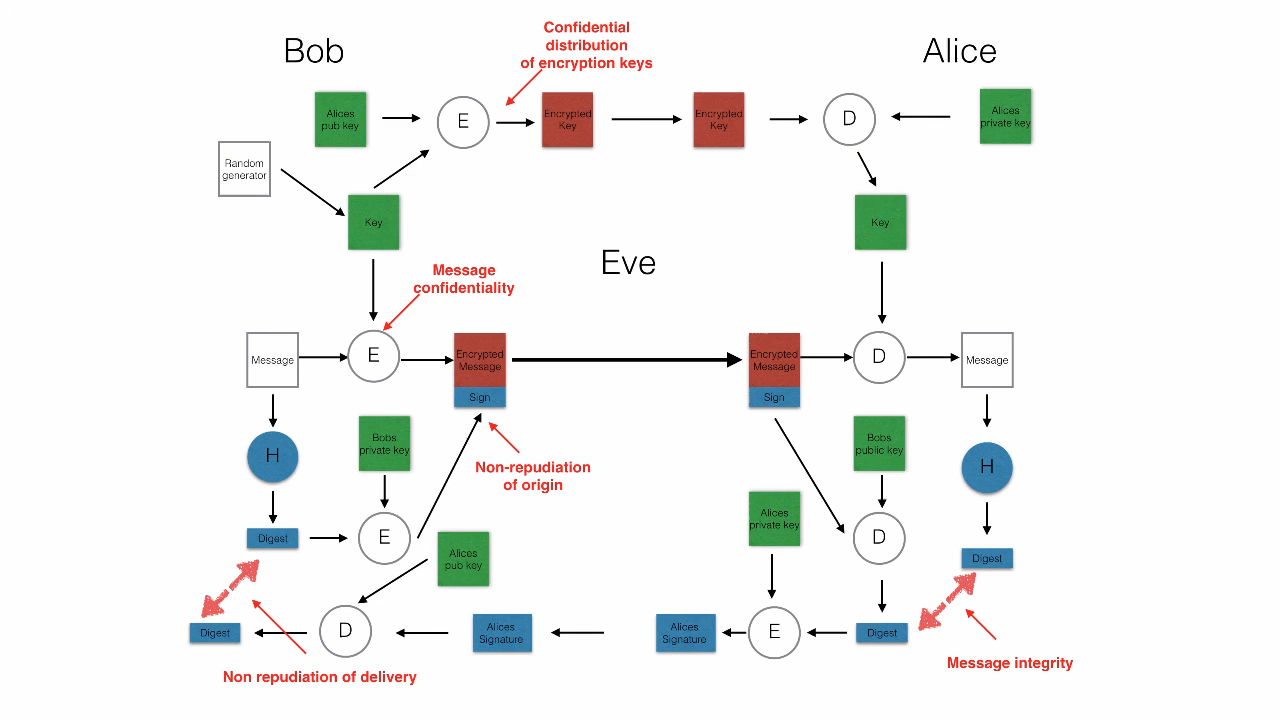 Bob
Confidential
distribution
of encryption keys
Alice
Alices
pub key
E
Encrypted
Key
Encrypted
Key
D
Alices
private key
Random
generator
Key
Key
Eve
Message
confidentiality
Message
E
Encrypted
Message
Sign
Encrypted
Message
Sign
D
Message
H
Bobs
private key
Non-repudiation
of origin
Bobs
public key
H
Digest
E
Alices
pub key
Alices
private key
D
Digest
Digest
D
Alices
Signature
Alices
Signature
E
Digest
Non repudiation of delivery
Message integrity